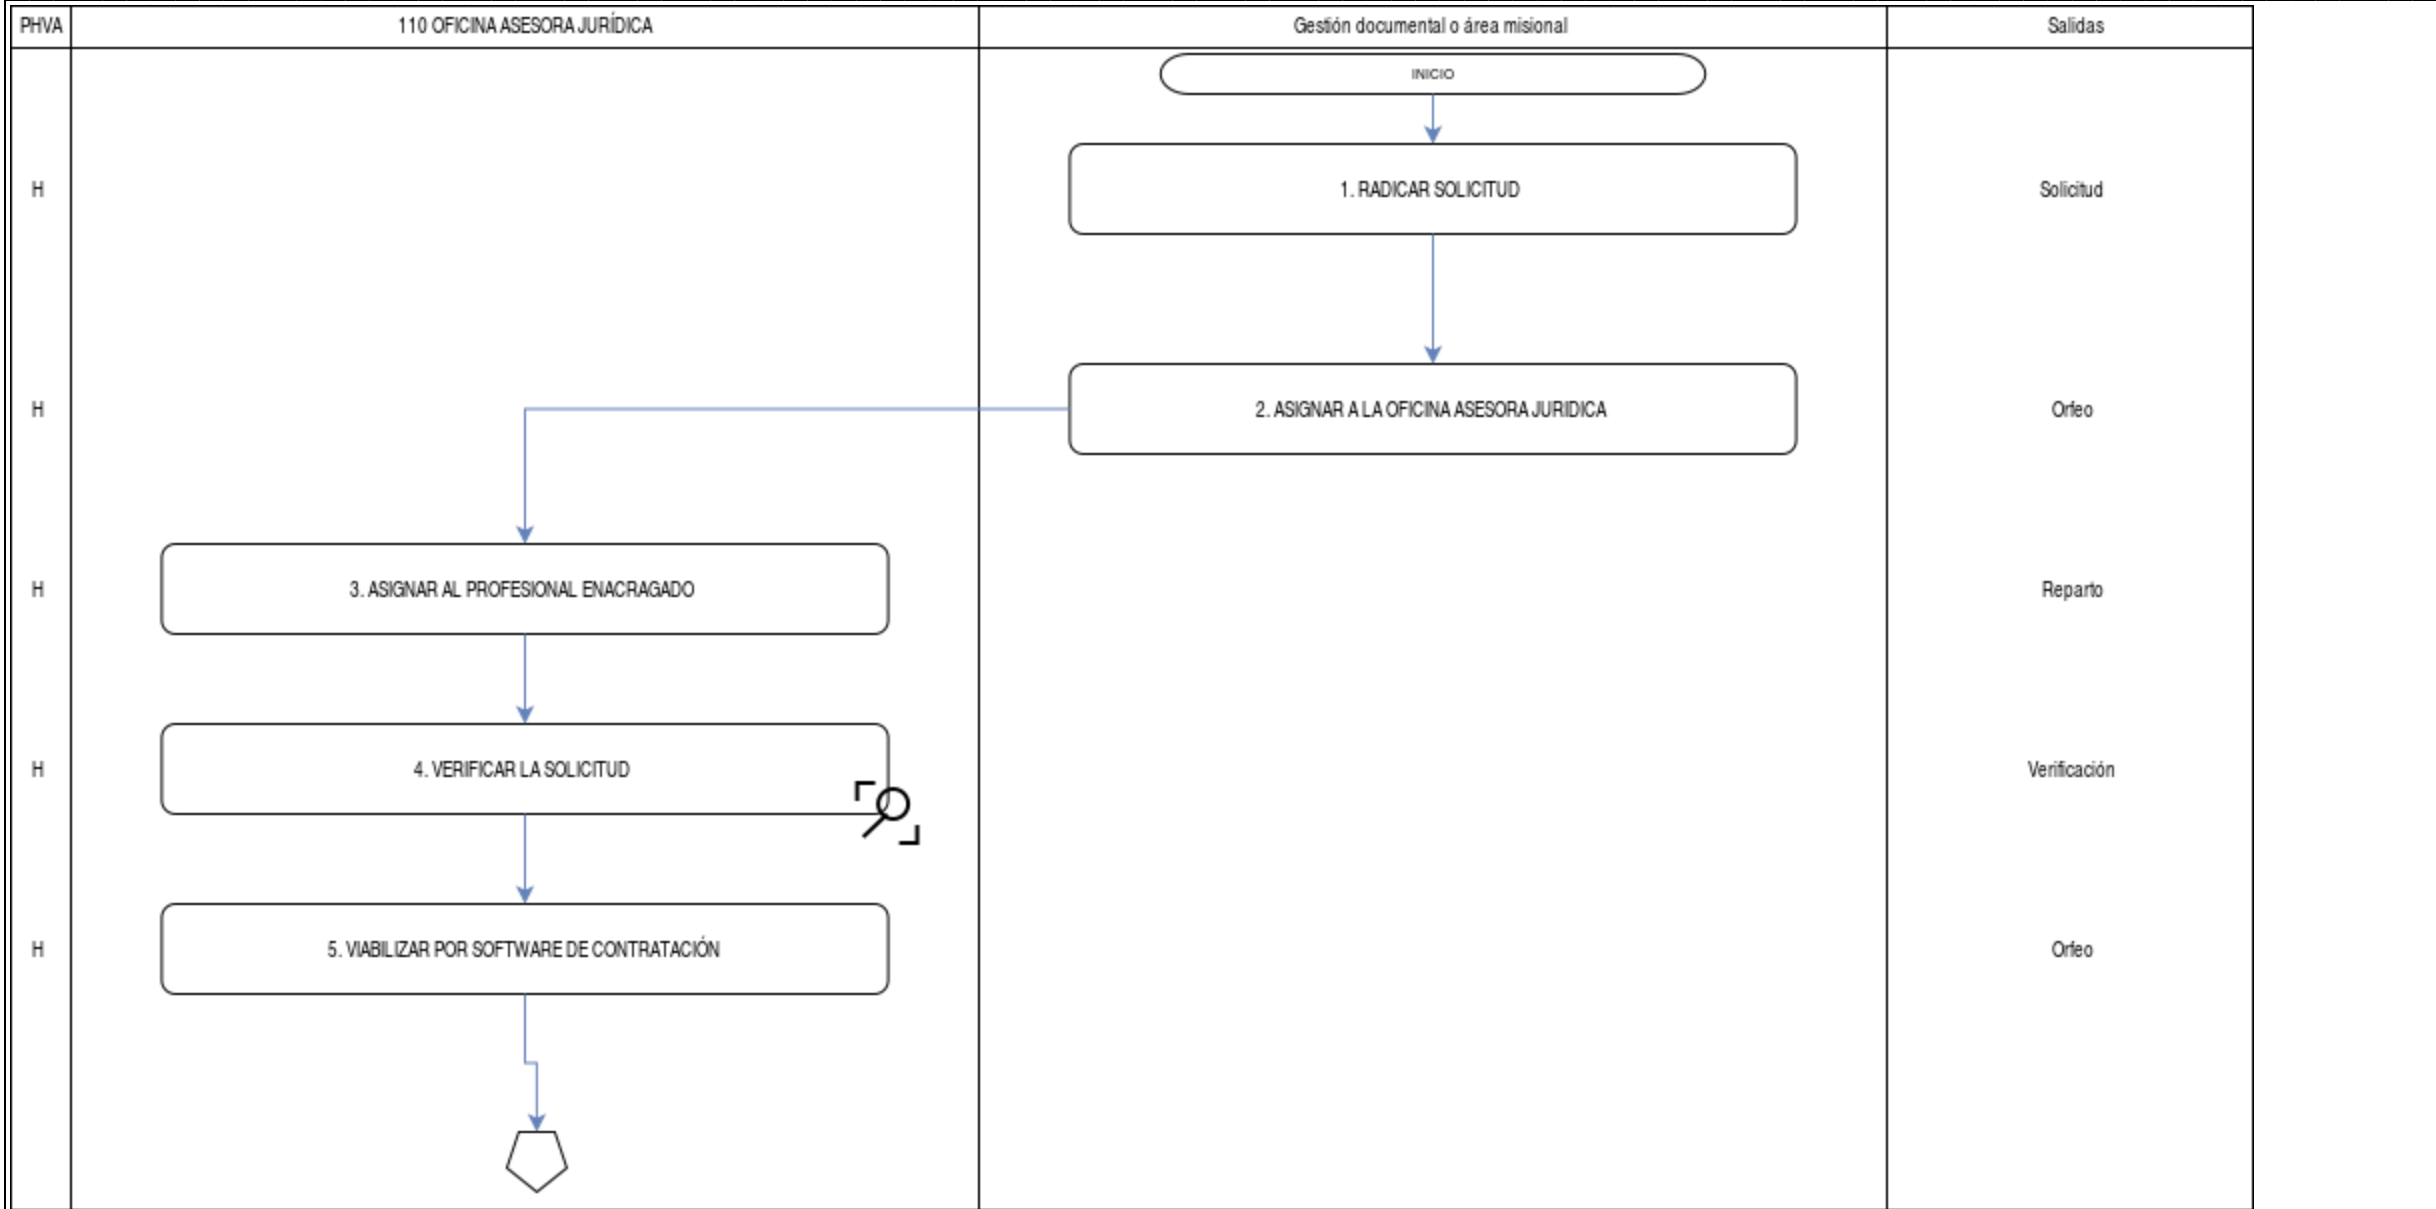 PHVA
110 OFICINA ASESORA JURÍDICA
Gestión documental o área misional
Salidas
INICIO
H
1. RADICAR SOLICITUD
Solicitud
H
2. ASIGNAR A LA OFICINA ASESORA JURIDICA
Orfeo
H
3. ASIGNAR AL PROFESIONAL ENACRAGADO
Reparto
H
4. VERIFICAR LA SOLICITUD
Verificación
H
5. VIABILIZAR POR SOFTWARE DE CONTRATACIÓN
Orfeo